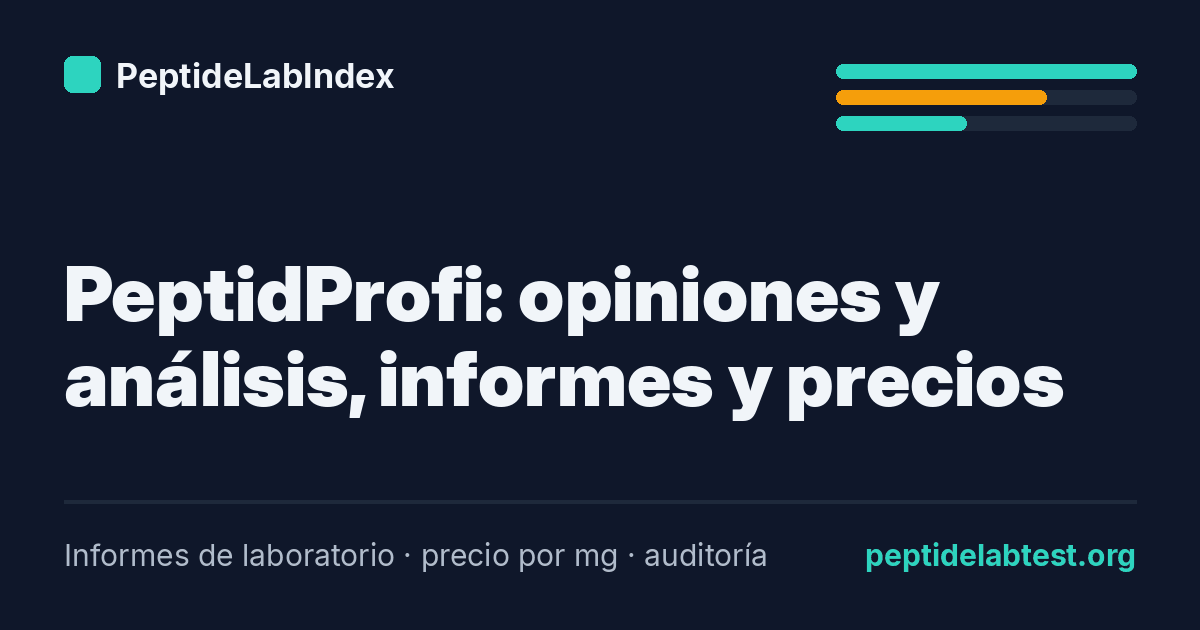 PeptideLabIndex
PeptidProfi: opiniones y
análisis, informes y precios
Informes de laboratorio · precio por mg · auditoría
peptidelabtest.org